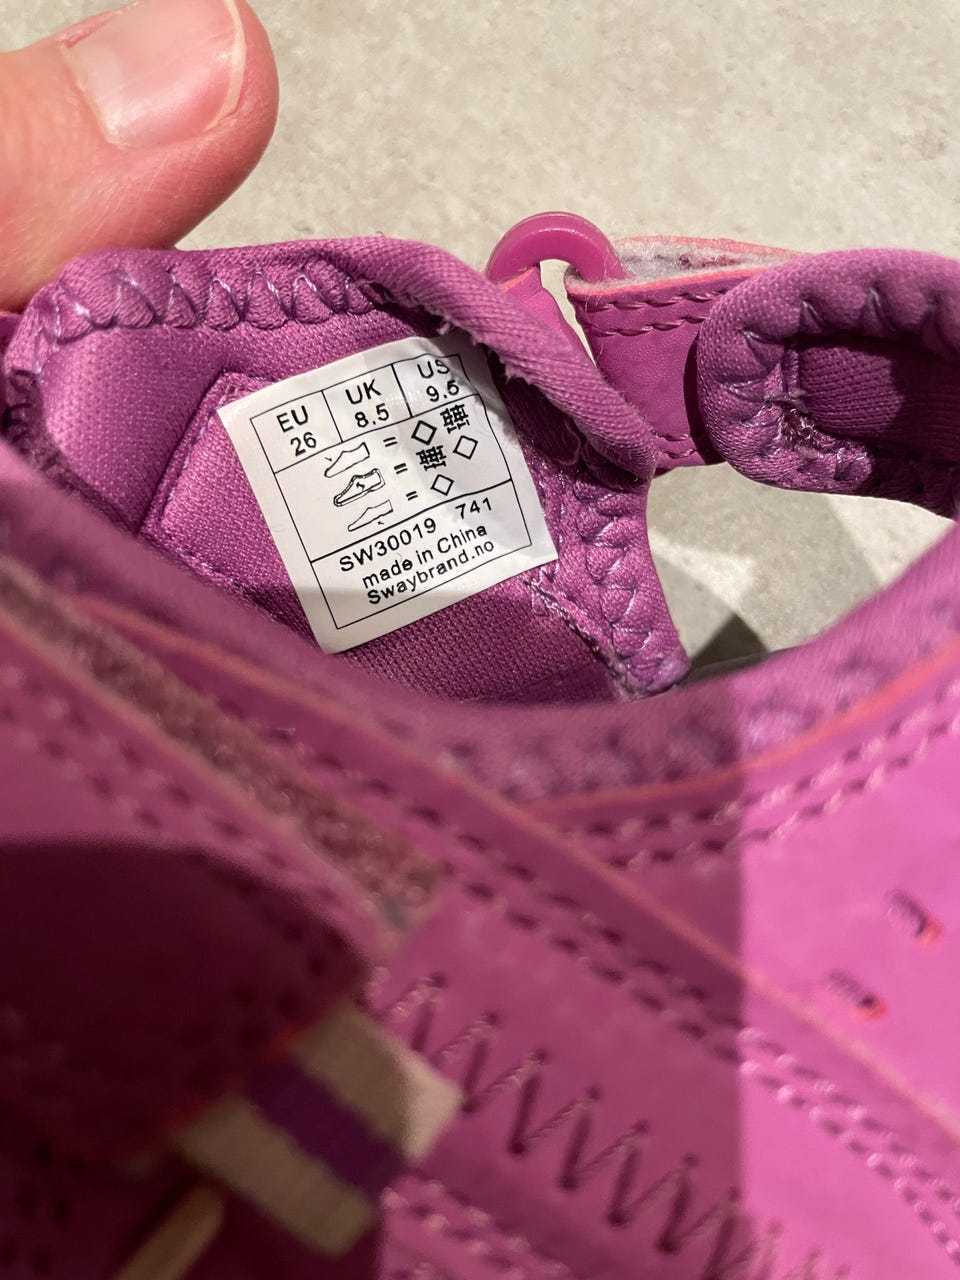 EU UK US
26 8.5 9.5
=
=
=
SW30019 741
made in China
Swaybrand.no